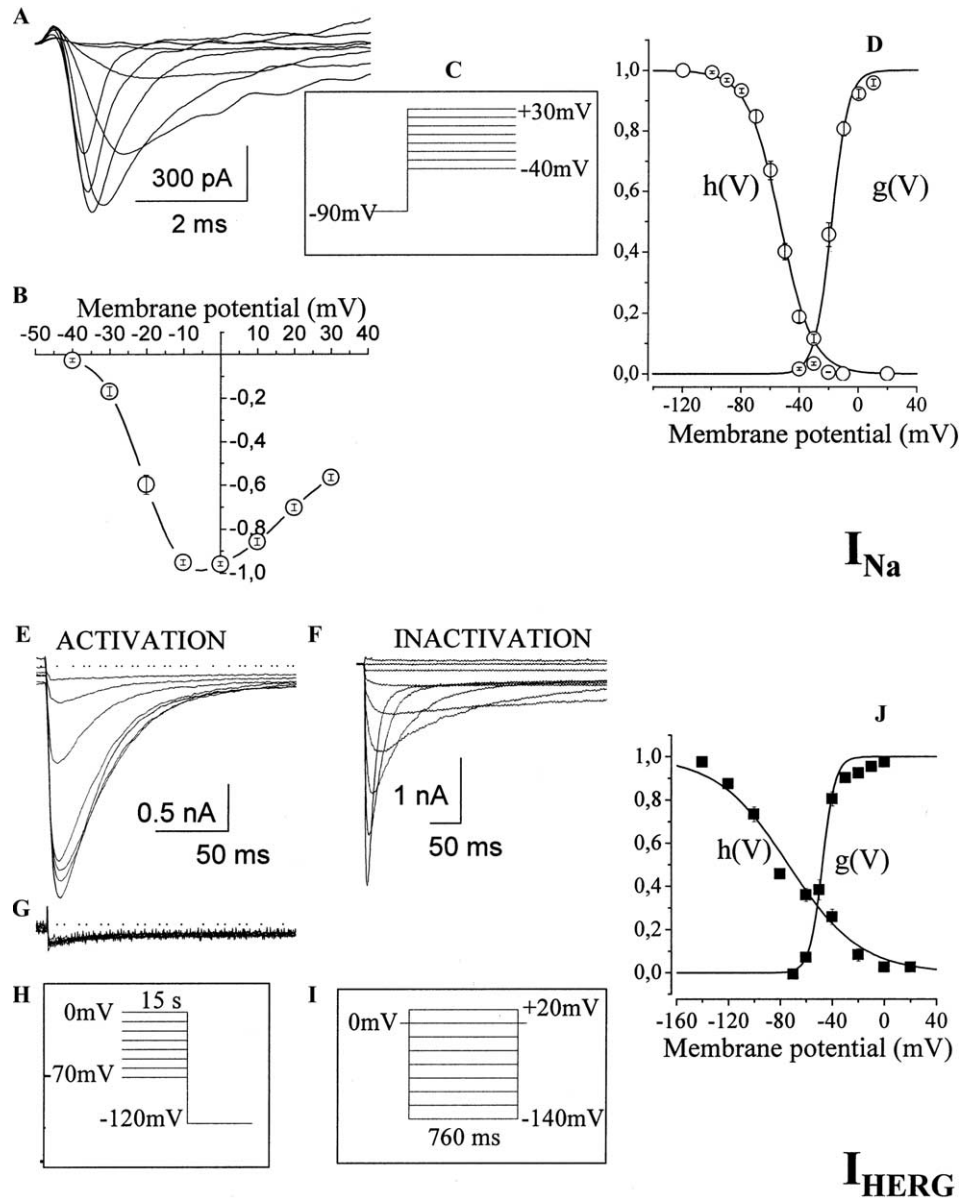 A
300 pA
2 ms
C
+30mV
-40mV
-90mV
D
1,0
0,8
0,6
0,4
0,2
0,0
h(V)
g(V)
-120 -80 -40 0 40
Membrane potential (mV)
B
Membrane potential (mV)
-50 -40 -30 -20 -10 0 10 20 30 40
-0,2
-0,4
-0,6
-0,8
-1,0
I_Na
E ACTIVATION
0.5 nA
50 ms
F INACTIVATION
1 nA
50 ms
G
H
15 s
0mV
-70mV
-120mV
I
0mV
+20mV
-140mV
760 ms
J
1,0
0,8
0,6
0,4
0,2
0,0
h(V)
g(V)
-160 -120 -80 -40 0 40
Membrane potential (mV)
I_HERG